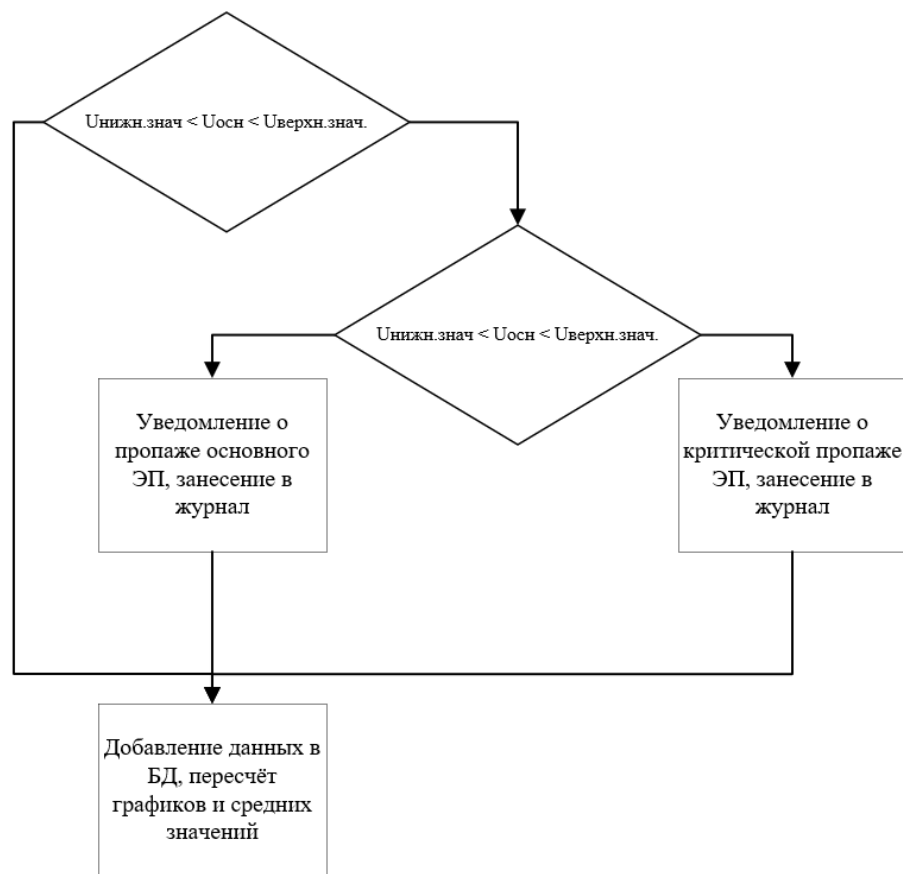 Uнижн.знач < Uосн < Uверхн.знач.
Uнижн.знач < Uосн < Uверхн.знач.
Уведомление о
пропаже основного
ЭП, занесение в
журнал
Уведомление о
критической пропаже
ЭП, занесение в
журнал
Добавление данных в
БД, пересчёт
графиков и средних
значений